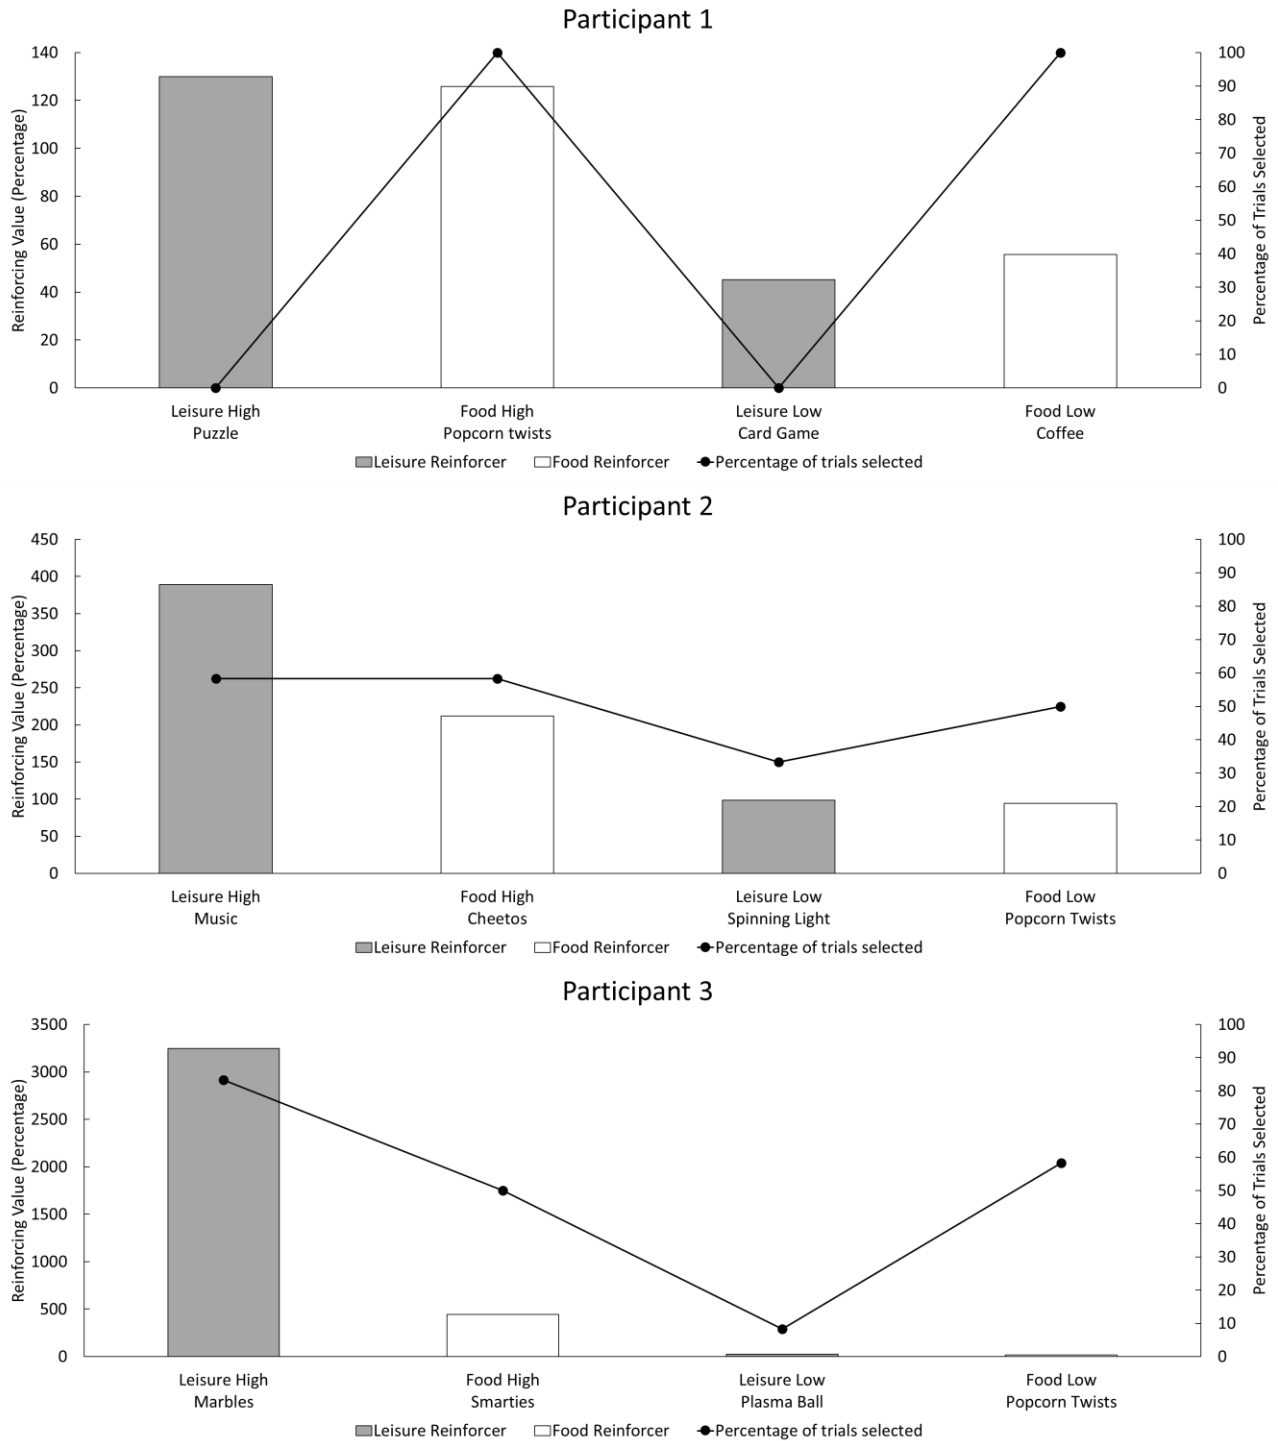 Participant 1
Reinforcing Value (Percentage)
140
120
100
80
60
40
20
0
100
90
80
70
60
50
40
30
20
10
0
Percentage of Trials Selected
Leisure High
Puzzle
Food High
Popcorn twists
Leisure Low
Card Game
Food Low
Coffee
Leisure Reinforcer Food Reinforcer Percentage of trials selected
Participant 2
Reinforcing Value (Percentage)
450
400
350
300
250
200
150
100
50
0
100
90
80
70
60
50
40
30
20
10
0
Percentage of Trials Selected
Leisure High
Music
Food High
Cheetos
Leisure Low
Spinning Light
Food Low
Popcorn Twists
Leisure Reinforcer Food Reinforcer Percentage of trials selected
Participant 3
Reinforcing Value (Percentage)
3500
3000
2500
2000
1500
1000
500
0
100
90
80
70
60
50
40
30
20
10
0
Percentage of Trials Selected
Leisure High
Marbles
Food High
Smarties
Leisure Low
Plasma Ball
Food Low
Popcorn Twists
Leisure Reinforcer Food Reinforcer Percentage of trials selected